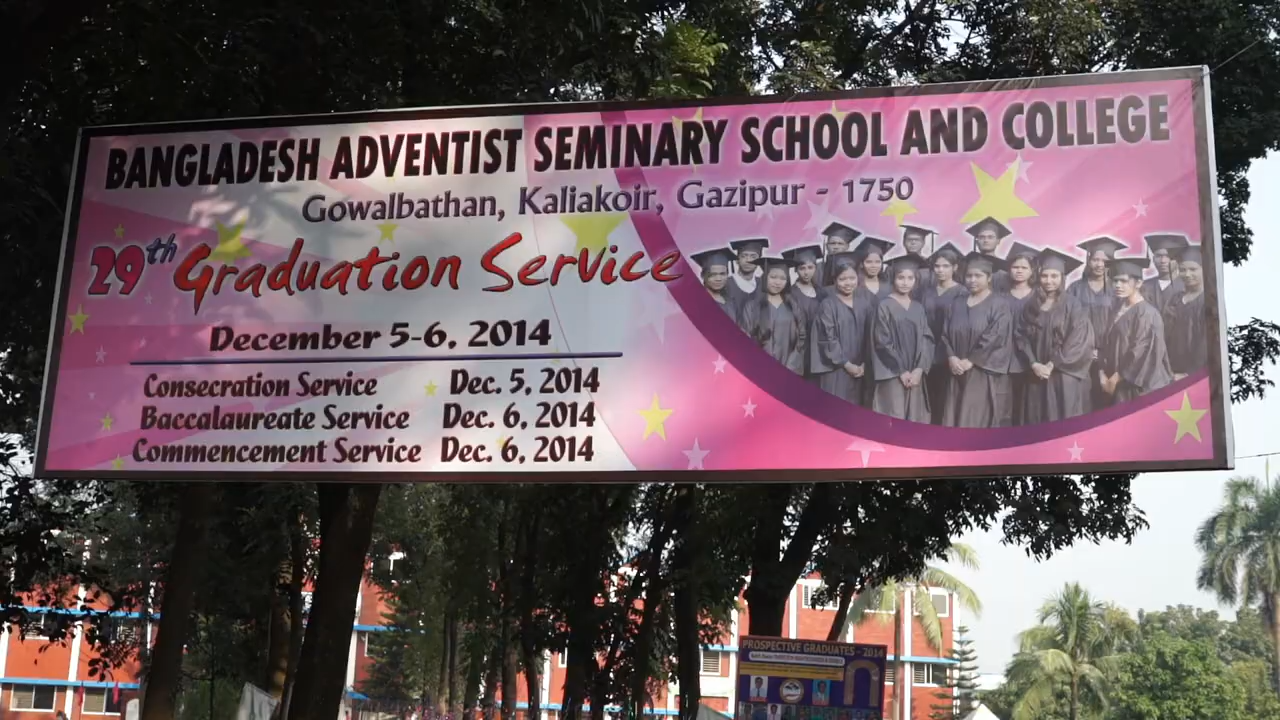 BANGLADESH ADVENTIST SEMINARY SCHOOL AND COLLEGE
Gowalbathan, Kaliakoir, Gazipur - 1750
29th Graduation Service
December 5-6, 2014
Consecration Service Dec. 5, 2014
Baccalaureate Service Dec. 6, 2014
Commencement Service Dec. 6, 2014
PROSPECTIVE GRADUATES - 2014